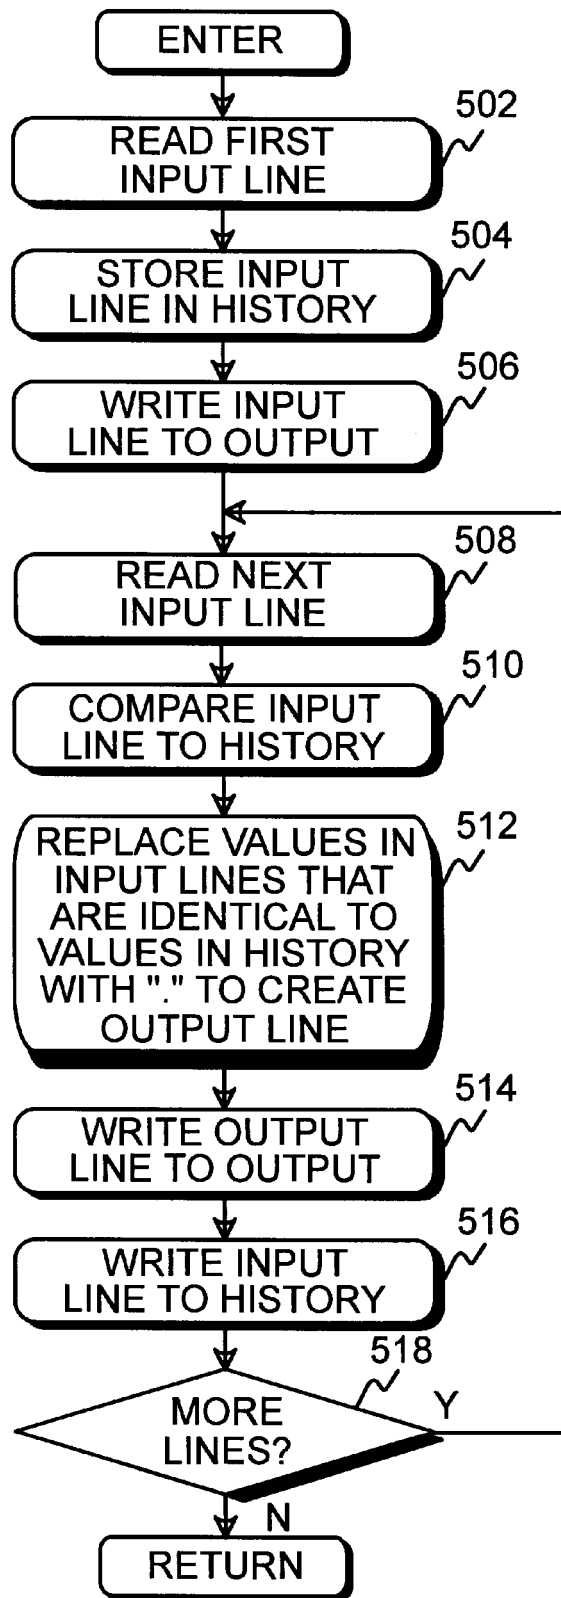 ENTER
502
READ FIRST
INPUT LINE
504
STORE INPUT
LINE IN HISTORY
506
WRITE INPUT
LINE TO OUTPUT
508
READ NEXT
INPUT LINE
510
COMPARE INPUT
LINE TO HISTORY
512
REPLACE VALUES IN
INPUT LINES THAT
ARE IDENTICAL TO
VALUES IN HISTORY
WITH "." TO CREATE
OUTPUT LINE
514
WRITE OUTPUT
LINE TO OUTPUT
516
WRITE INPUT
LINE TO HISTORY
518
MORE
LINES?
Y
N
RETURN